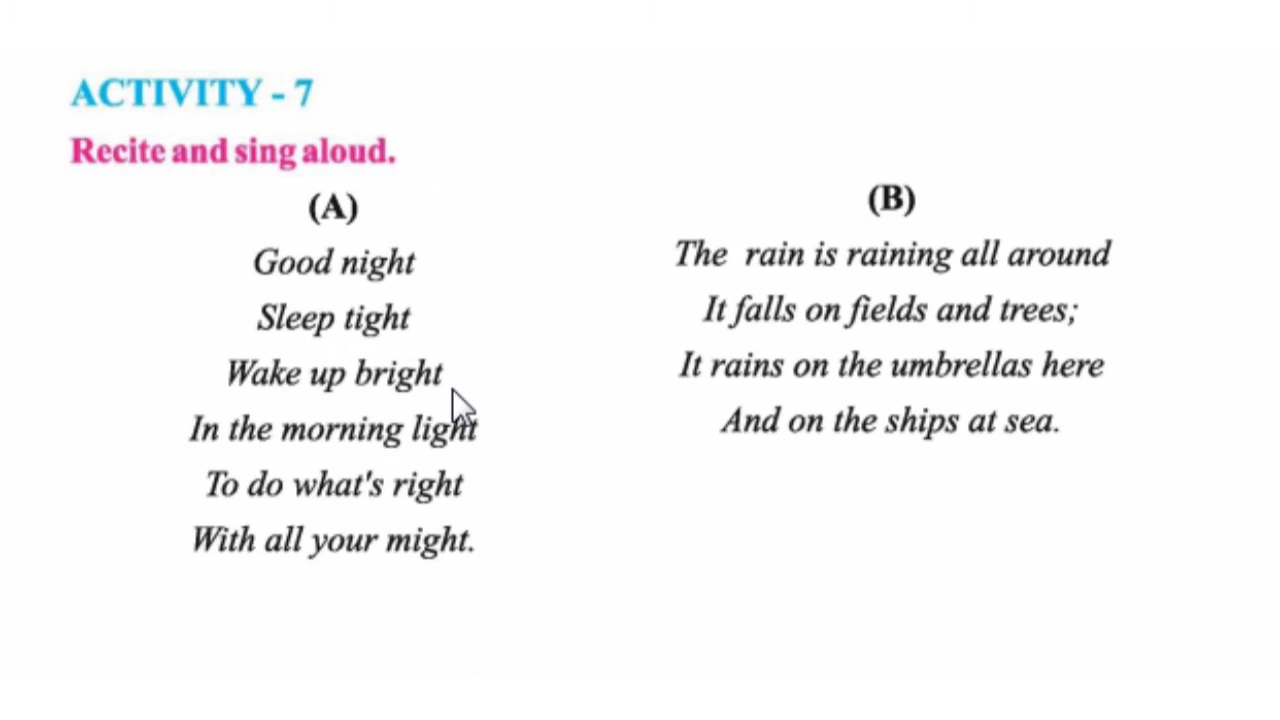 ACTIVITY - 7
Recite and sing aloud.
(A)
Good night
Sleep tight
Wake up bright
In the morning light
To do what's right
With all your might.
(B)
The rain is raining all around
It falls on fields and trees;
It rains on the umbrellas here
And on the ships at sea.